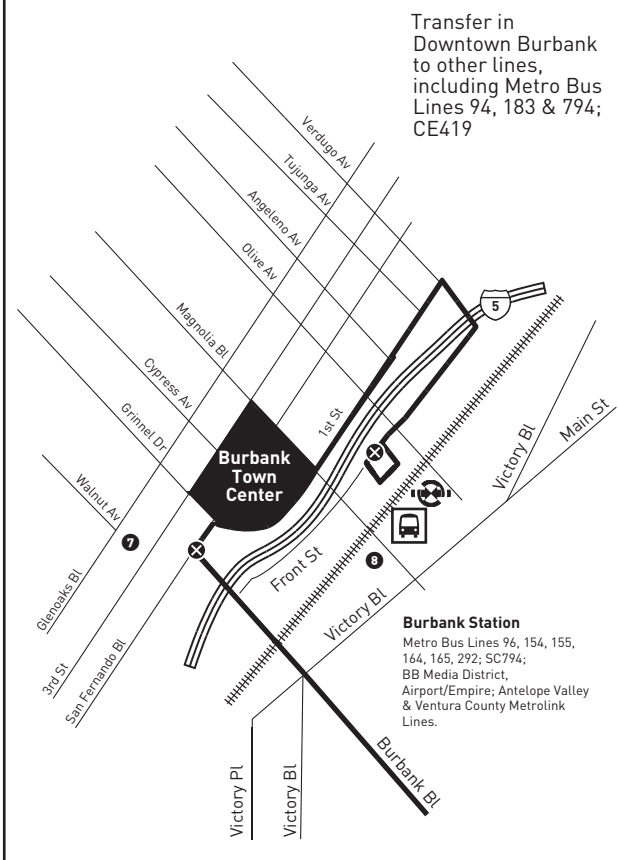 Transfer in
Downtown Burbank
to other lines,
including Metro Bus
Lines 94, 183 & 794;
CE419
Verdugo Av
Tujunga Av
Angeleno Av
Olive Av
Magnolia Bl
Cypress Av
Grinnel Dr
Walnut Av
5
1st St
Burbank
Town
Center
7
Glenoaks Bl
3rd St
San Fernando Bl
Front St
8
Victory Bl
Main St
Victory Bl
Burbank Station
Metro Bus Lines 96, 154, 155,
164, 165, 292; SC794;
BB Media District,
Airport/Empire; Antelope Valley
& Ventura County Metrolink
Lines.
Victory Pl
Victory Bl
Burbank Bl